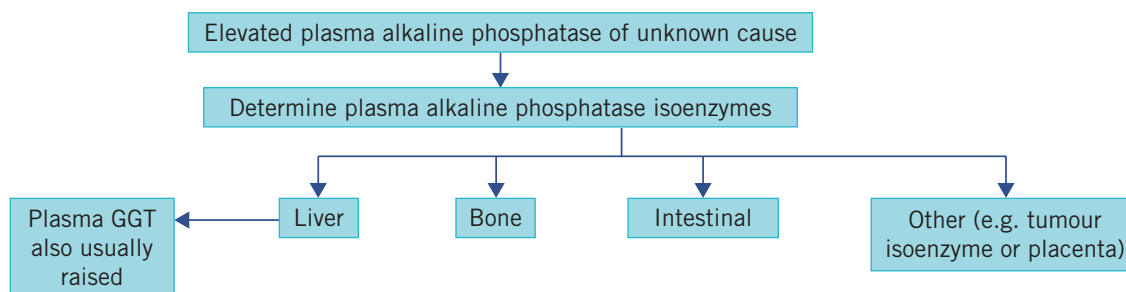 Elevated plasma alkaline phosphatase of unknown cause
Determine plasma alkaline phosphatase isoenzymes
Plasma GGT
also usually
raised
Liver
Bone
Intestinal
Other (e.g. tumour
isoenzyme or placenta)